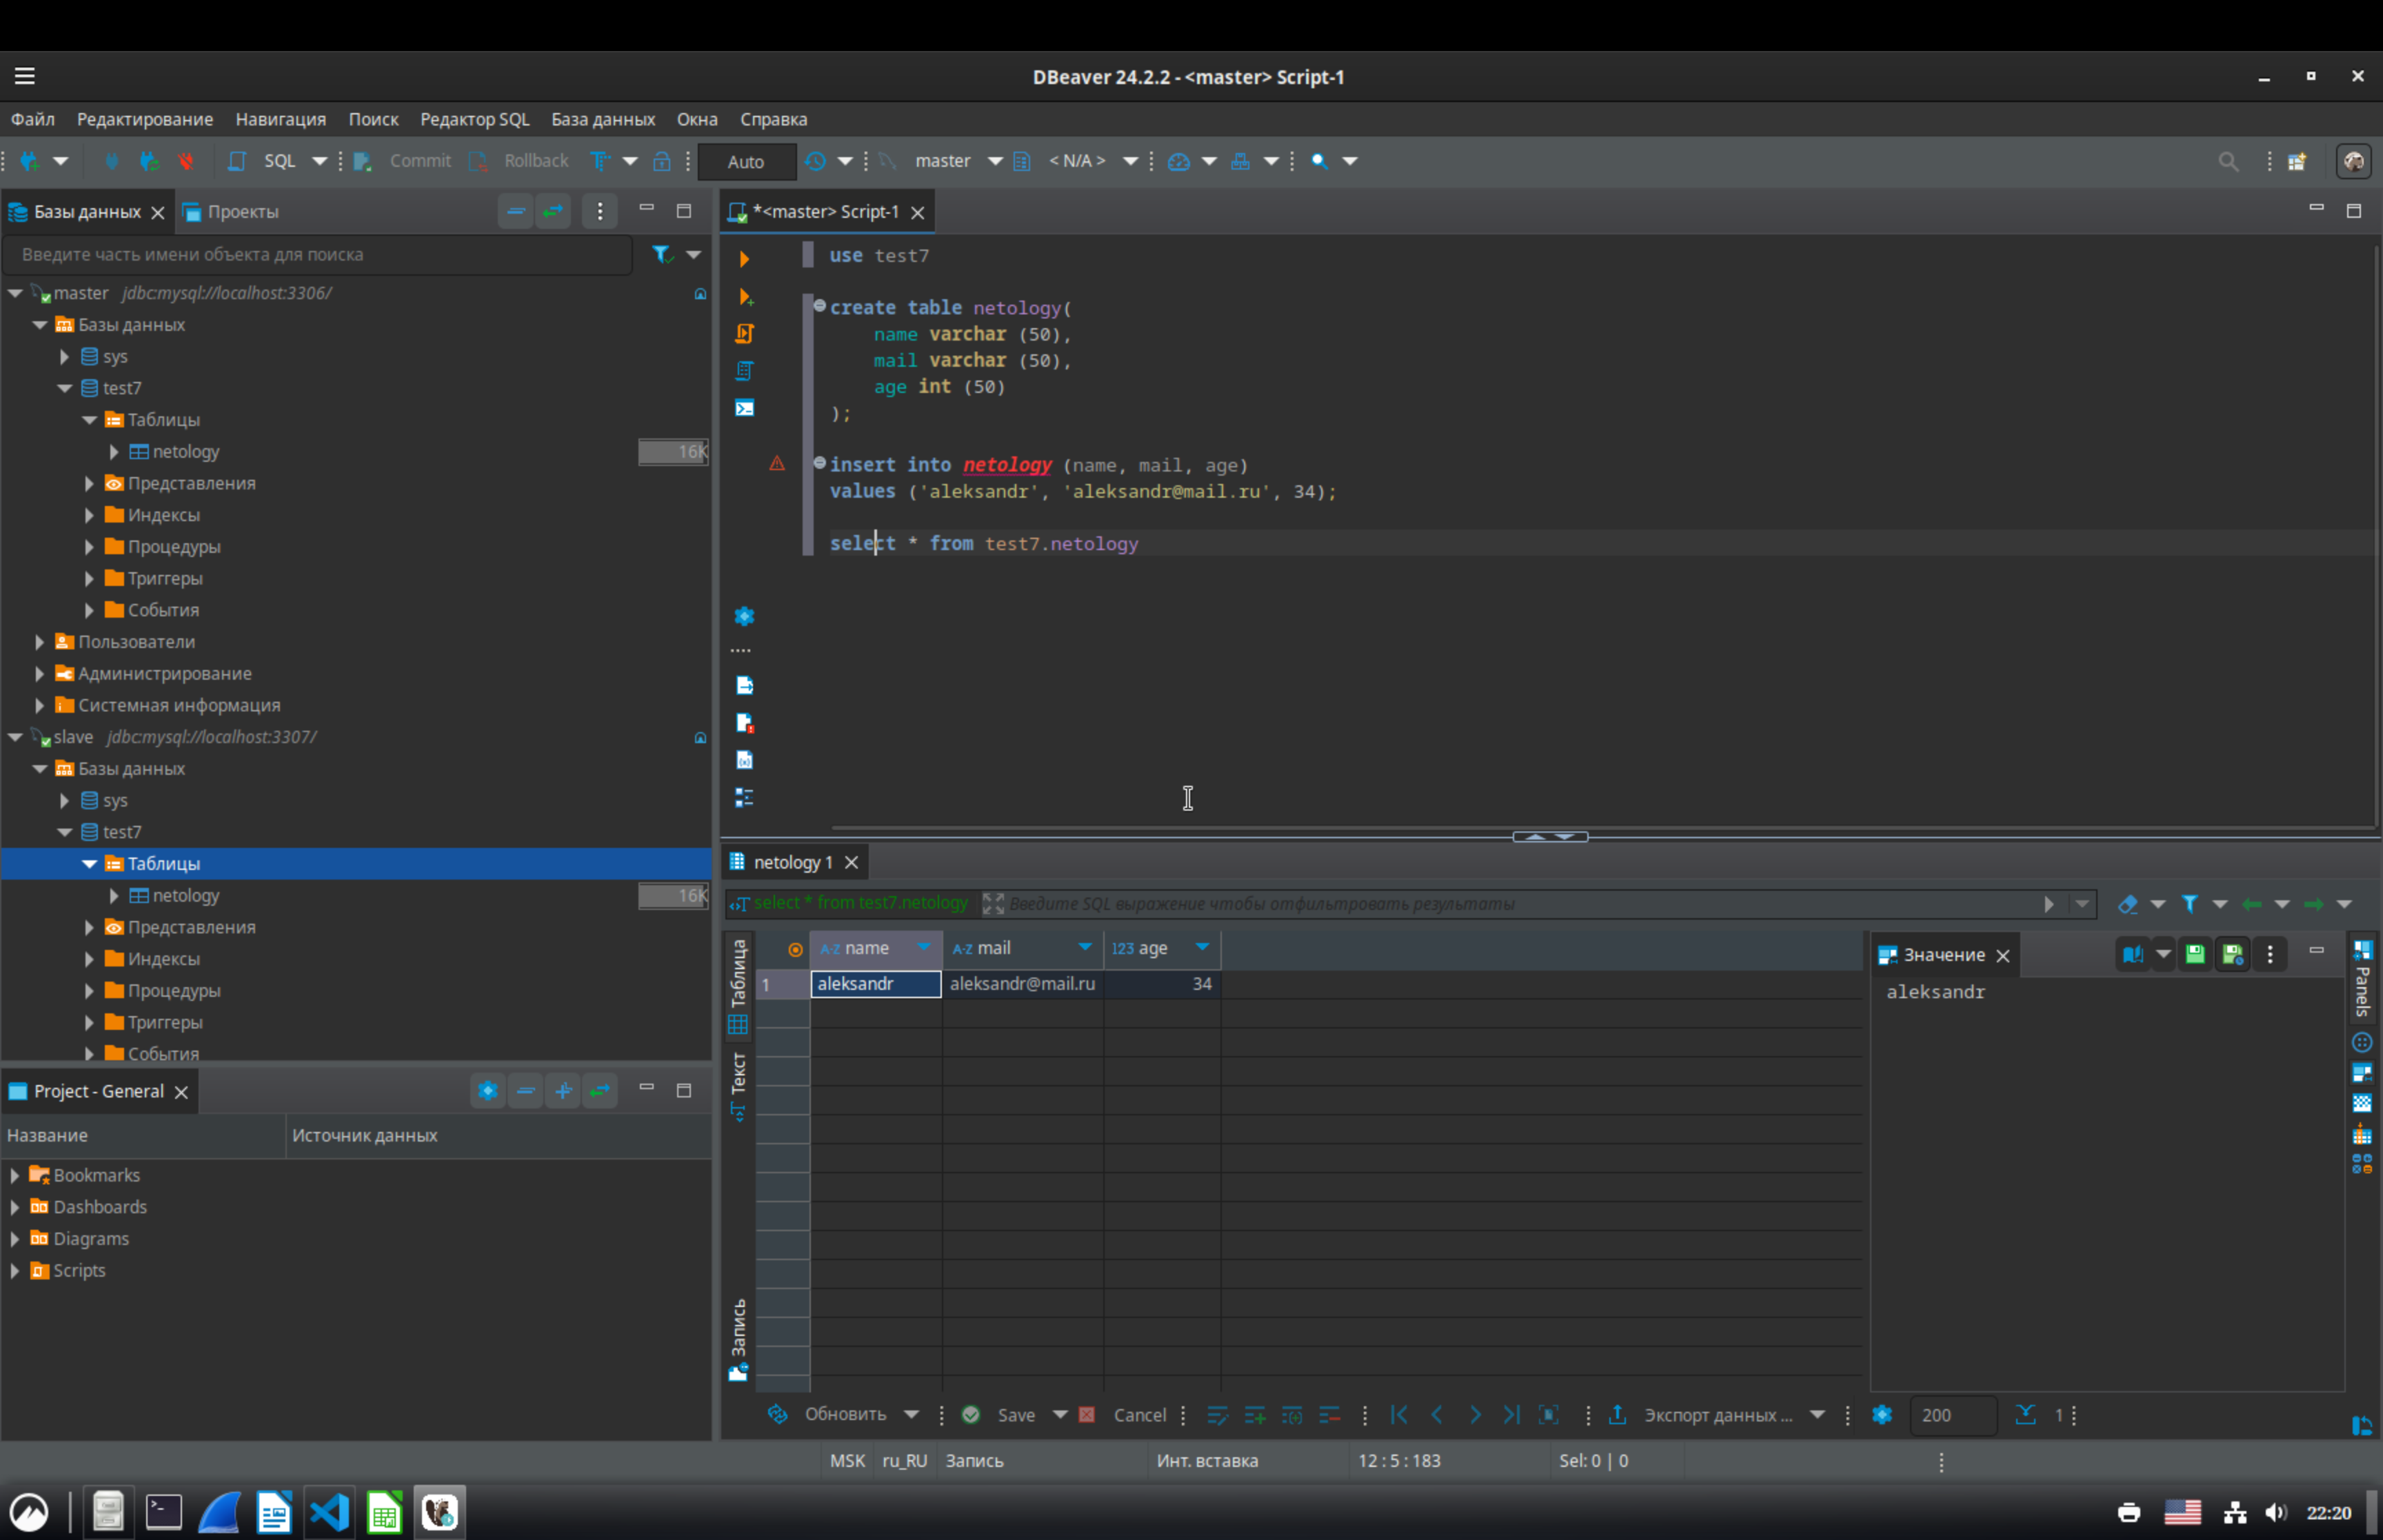 DBeaver 24.2.2 - <master> Script-1
Файл Редактирование Навигация Поиск Редактор SQL База данных Окна Справка
SQL Commit Rollback Auto master < N/A >
Базы данных Проекты
Введите часть имени объекта для поиска
master jdbc:mysql://localhost:3306/
Базы данных
sys
test7
Таблицы
netology 16K
Представления
Индексы
Процедуры
Триггеры
События
Пользователи
Администрирование
Системная информация
slave jdbc:mysql://localhost:3307/
Базы данных
sys
test7
Таблицы
netology 16K
Представления
Индексы
Процедуры
Триггеры
События
Project - General
Название Источник данных
Bookmarks
Dashboards
Diagrams
Scripts
*<master> Script-1
use test7
create table netology(
name varchar (50),
mail varchar (50),
age int (50)
);
insert into netology (name, mail, age)
values ('aleksandr', 'aleksandr@mail.ru', 34);
select * from test7.netology
netology 1
select * from test7.netology Введите SQL выражение чтобы отфильтровать результаты
Таблица
Текст
Запись
A-Z name A-Z mail 123 age
1 aleksandr aleksandr@mail.ru 34
Значение
aleksandr
Panels
Обновить Save Cancel Экспорт данных ... 200 1
MSK ru_RU Запись Инт. вставка 12 : 5 : 183 Sel: 0 | 0
22:20